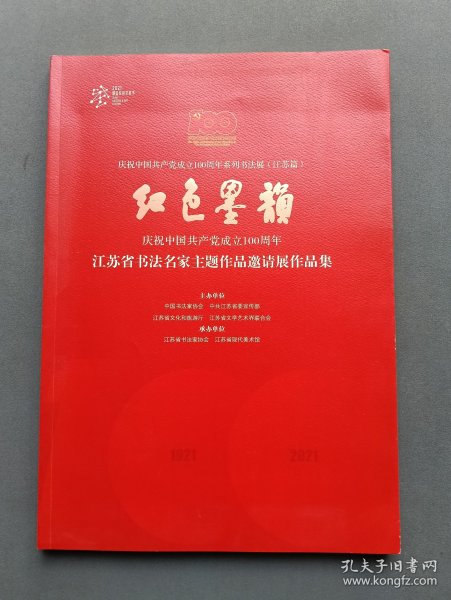 2021
100
庆祝中国共产党成立100周年系列书法展（江苏篇）
红色墨韵
庆祝中国共产党成立100周年
江苏省书法名家主题作品邀请展作品集
主办单位
中国书法家协会 中共江苏省委宣传部
江苏省文化和旅游厅 江苏省文学艺术界联合会
承办单位
江苏省书法家协会 江苏省现代美术馆
1921 2021
孔夫子旧书网
www.kongfz.com